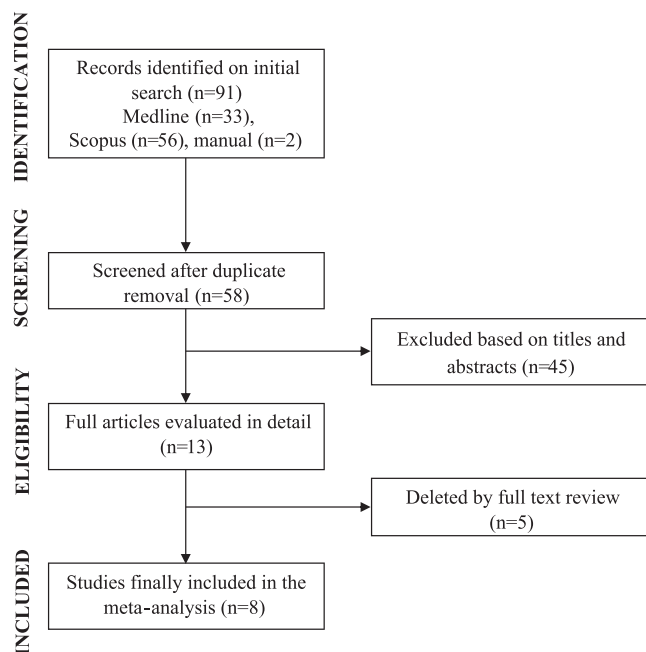 IDENTIFICATION
Records identified on initial
search (n=91)
Medline (n=33),
Scopus (n=56), manual (n=2)
SCREENING
Screened after duplicate
removal (n=58)
Excluded based on titles and
abstracts (n=45)
ELIGIBILITY
Full articles evaluated in detail
(n=13)
Deleted by full text review
(n=5)
INCLUDED
Studies finally included in the
meta-analysis (n=8)